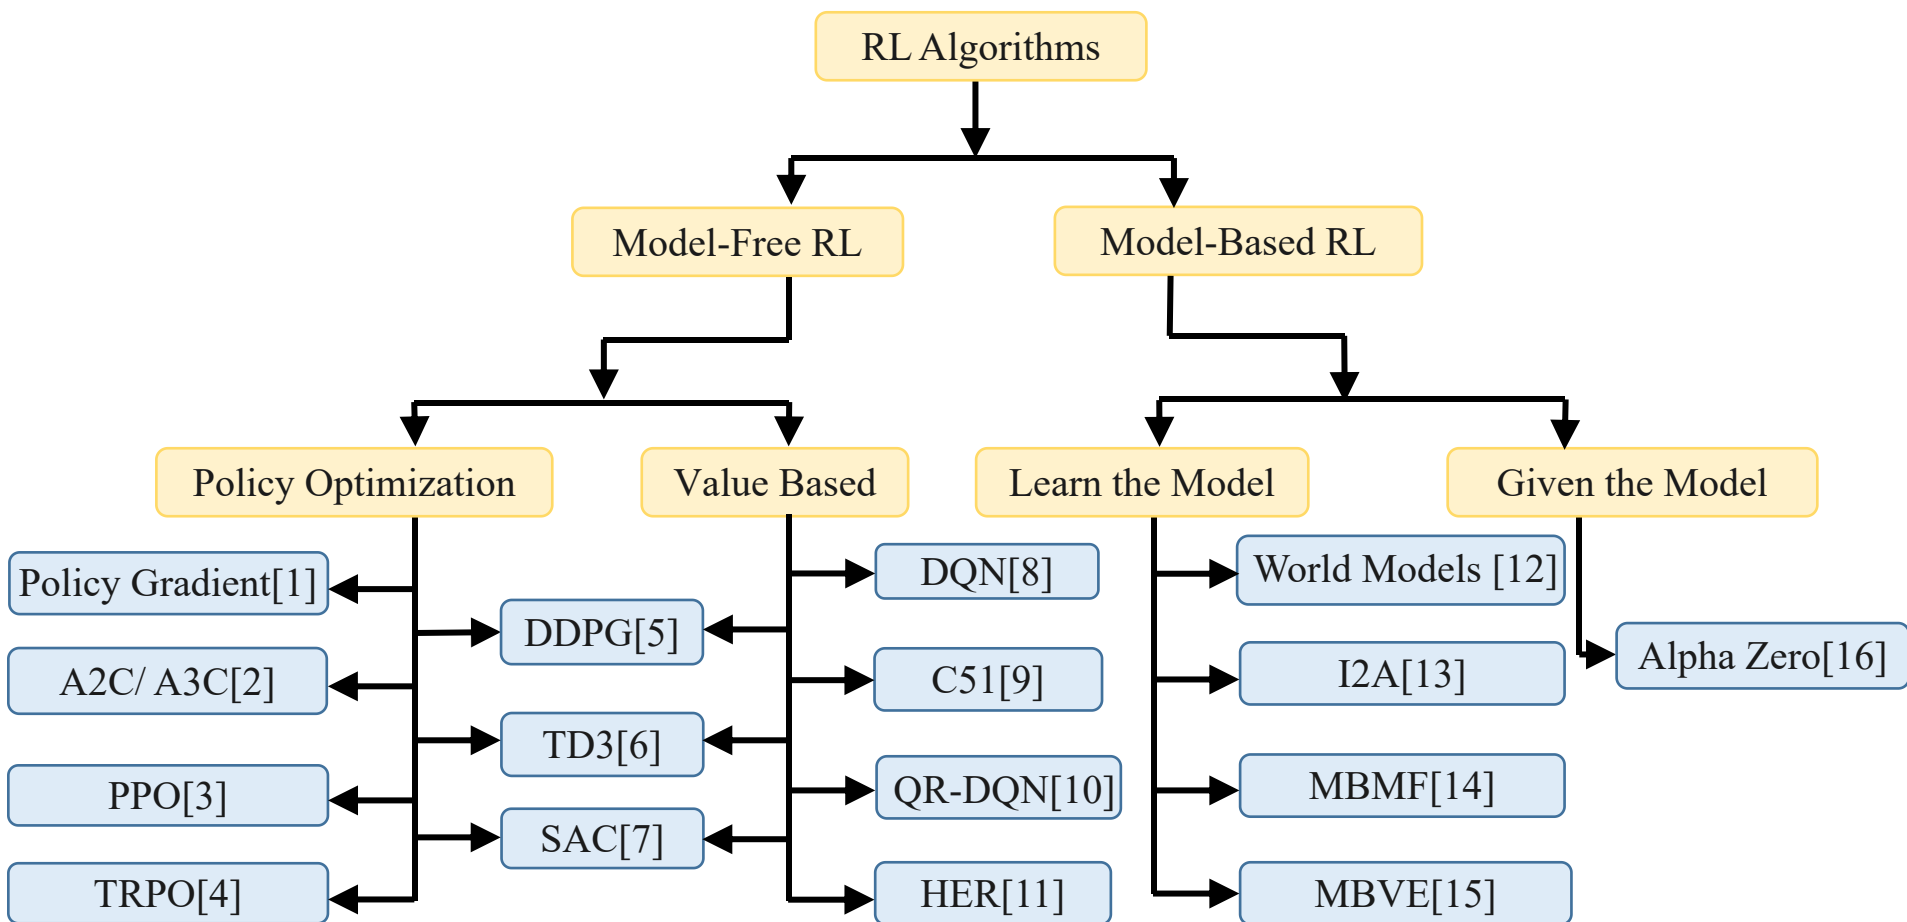 RL Algorithms
Model-Free RL
Model-Based RL
Policy Optimization
Value Based
Learn the Model
Given the Model
Policy Gradient[1]
A2C/ A3C[2]
PPO[3]
TRPO[4]
DDPG[5]
TD3[6]
SAC[7]
DQN[8]
C51[9]
QR-DQN[10]
HER[11]
World Models [12]
I2A[13]
MBMF[14]
MBVE[15]
Alpha Zero[16]